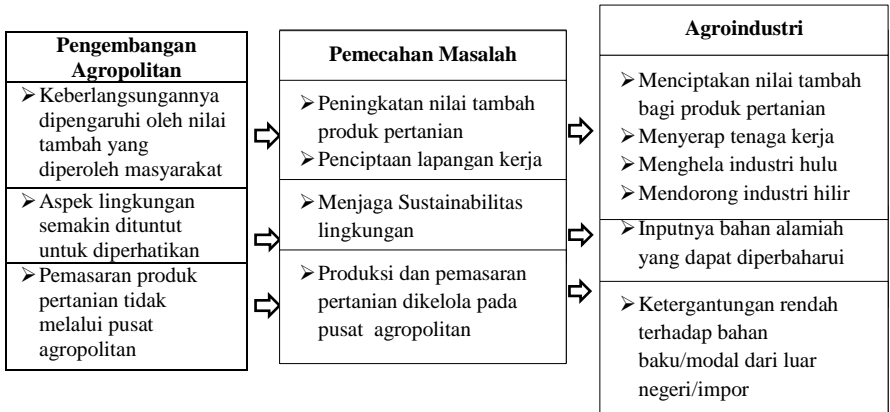 Pengembangan
Agropolitan
➢ Keberlangsungannya
dipengaruhi oleh nilai
tambah yang
diperoleh masyarakat
➢ Aspek lingkungan
semakin dituntut
untuk diperhatikan
➢ Pemasaran produk
pertanian tidak
melalui pusat
agropolitan
Pemecahan Masalah
➢ Peningkatan nilai tambah
produk pertanian
➢ Penciptaan lapangan kerja
➢ Menjaga Sustainabilitas
lingkungan
➢ Produksi dan pemasaran
pertanian dikelola pada
pusat agropolitan
Agroindustri
➢ Menciptakan nilai tambah
bagi produk pertanian
➢ Menyerap tenaga kerja
➢ Menghela industri hulu
➢ Mendorong industri hilir
➢ Inputnya bahan alamiah
yang dapat diperbaharui
➢ Ketergantungan rendah
terhadap bahan
baku/modal dari luar
negeri/impor